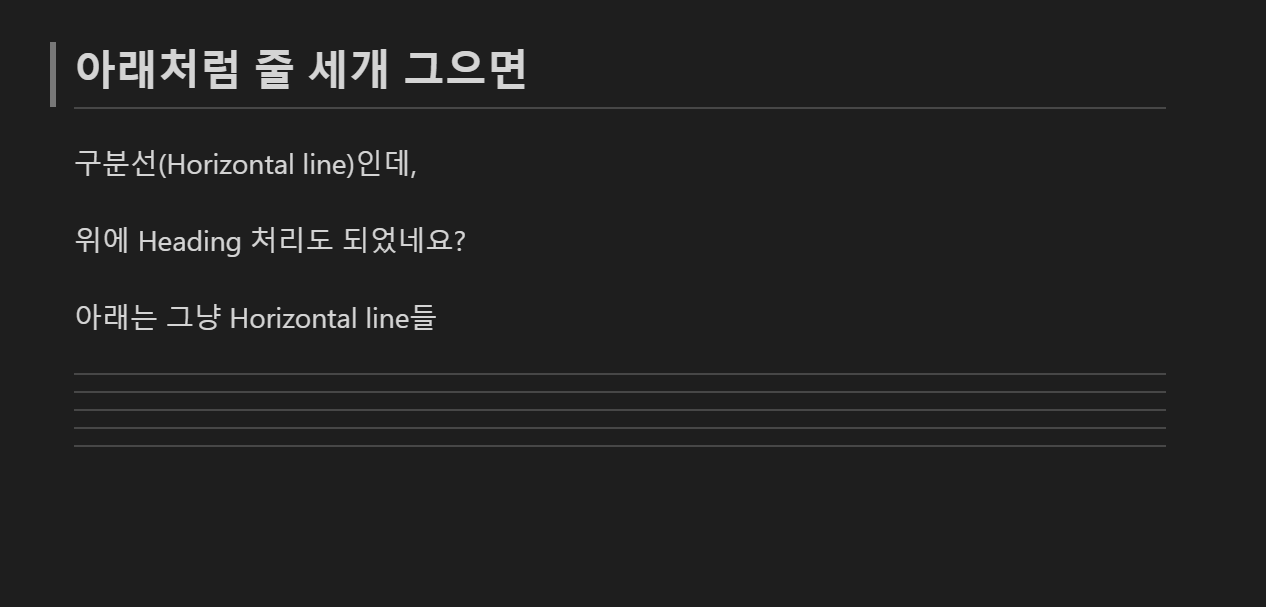 아래처럼 줄 세개 그으면
구분선(Horizontal line)인데,
위에 Heading 처리도 되었네요?
아래는 그냥 Horizontal line들